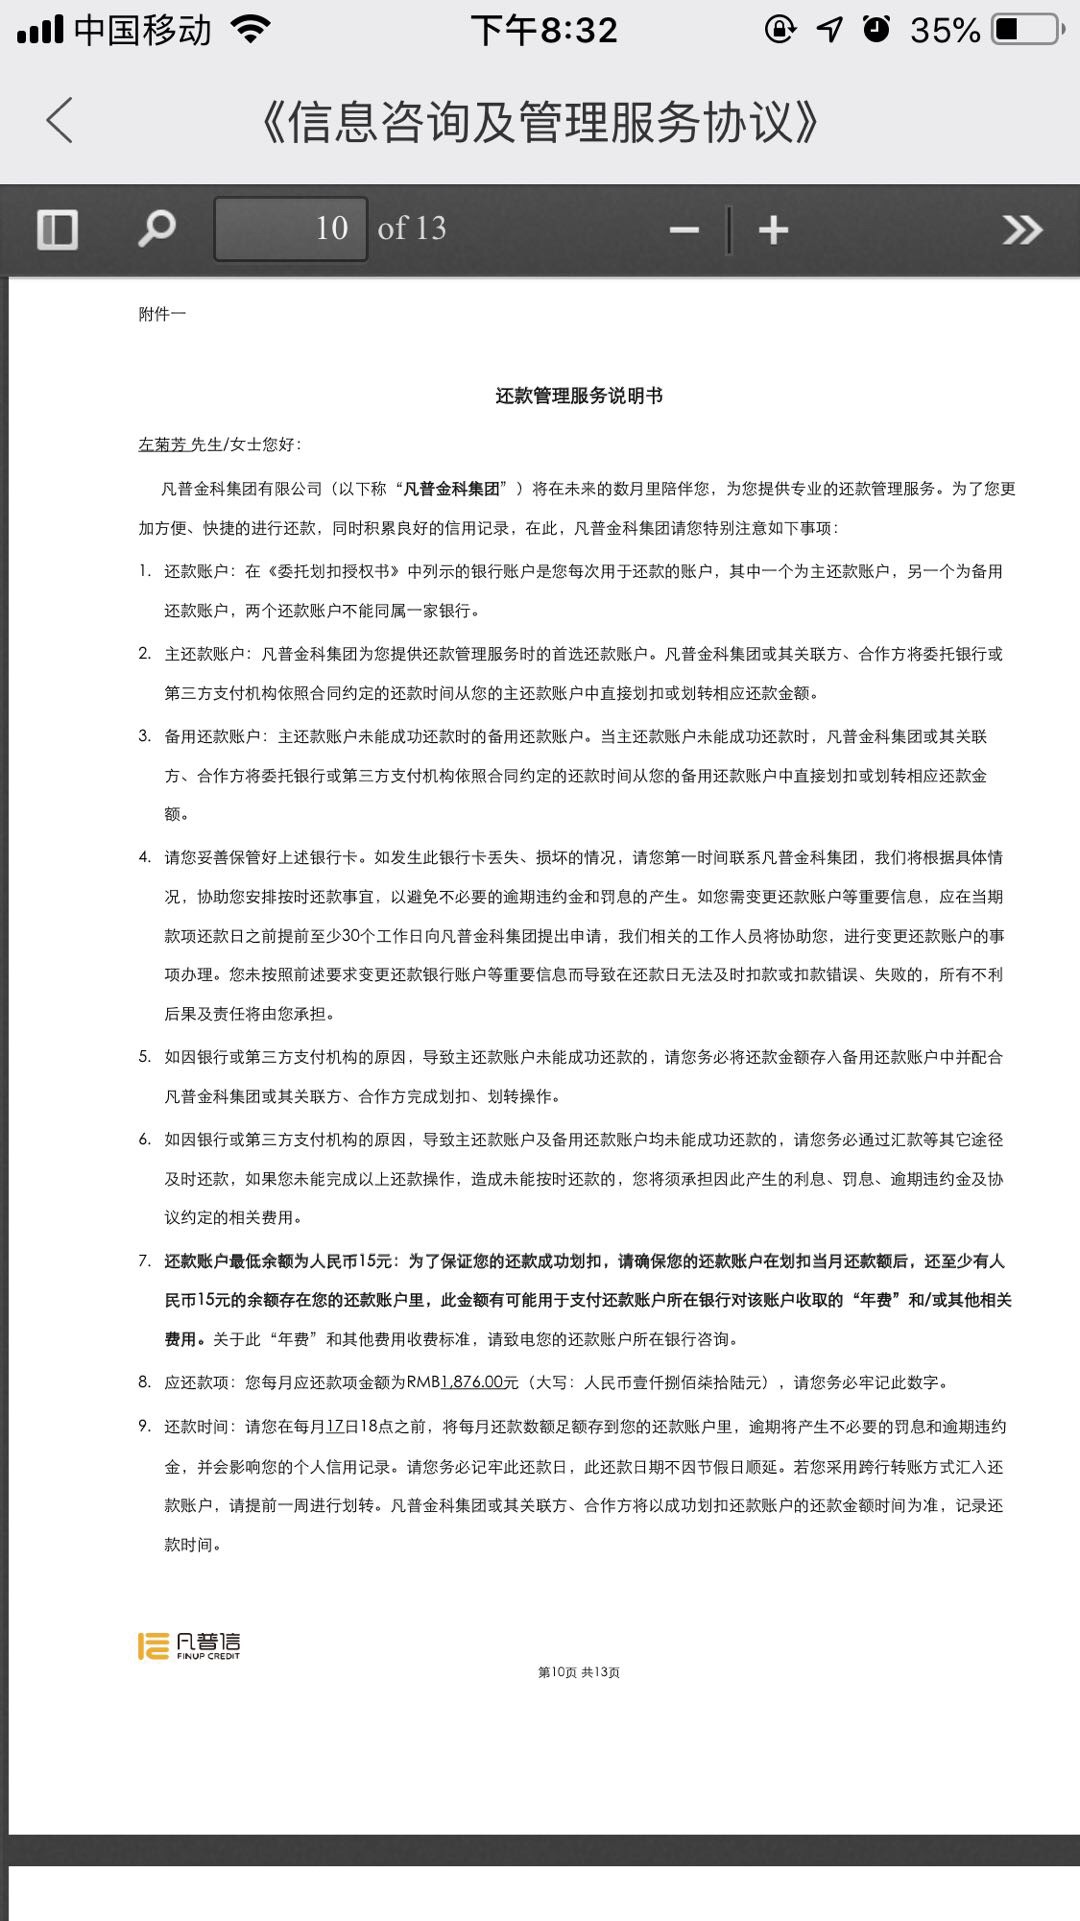 中国移动 下午8:32 35%
《信息咨询及管理服务协议》
10 of 13
附件一
还款管理服务说明书
左菊芳 先生/女士您好：
凡普金科集团有限公司（以下称“凡普金科集团”）将在未来的数月里陪伴您，为您提供专业的还款管理服务。为了您更
加方便、快捷的进行还款，同时积累良好的信用记录，在此，凡普金科集团请您特别注意如下事项：
1. 还款账户：在《委托划扣授权书》中列示的银行账户是您每次用于还款的账户，其中一个为主还款账户，另一个为备用
还款账户，两个还款账户不能同属一家银行。
2. 主还款账户：凡普金科集团为您提供还款管理服务时的首选还款账户。凡普金科集团或其关联方、合作方将委托银行或
第三方支付机构依照合同约定的还款时间从您的主还款账户中直接划扣或划转相应还款金额。
3. 备用还款账户：主还款账户未能成功还款时的备用还款账户。当主还款账户未能成功还款时，凡普金科集团或其关联
方、合作方将委托银行或第三方支付机构依照合同约定的还款时间从您的备用还款账户中直接划扣或划转相应还款金
额。
4. 请您妥善保管好上述银行卡。如发生此银行卡丢失、损坏的情况，请您第一时间联系凡普金科集团，我们将根据具体情
况，协助您安排按时还款事宜，以避免不必要的逾期违约金和罚息的产生。如您需变更还款账户等重要信息，应在当期
款项还款日之前提前至少30个工作日向凡普金科集团提出申请，我们相关的工作人员将协助您，进行变更还款账户的事
项办理。您未按照前述要求变更还款银行账户等重要信息而导致在还款日无法及时扣款或扣款错误、失败的，所有不利
后果及责任将由您承担。
5. 如因银行或第三方支付机构的原因，导致主还款账户未能成功还款的，请您务必将还款金额存入备用还款账户中并配合
凡普金科集团或其关联方、合作方完成划扣、划转操作。
6. 如因银行或第三方支付机构的原因，导致主还款账户及备用还款账户均未能成功还款的，请您务必通过汇款等其它途径
及时还款，如果您未能完成以上还款操作，造成未能按时还款的，您将须承担因此产生的利息、罚息、逾期违约金及协
议约定的相关费用。
7. 还款账户最低余额为人民币15元：为了保证您的还款成功划扣，请确保您的还款账户在划扣当月还款额后，还至少有人
民币15元的余额存在您的还款账户里，此金额有可能用于支付还款账户所在银行对该账户收取的“年费”和/或其他相关
费用。关于此“年费”和其他费用收费标准，请致电您的还款账户所在银行咨询。
8. 应还款项：您每月应还款项金额为RMB1,876.00元（大写：人民币壹仟捌佰柒拾陆元），请您务必牢记此数字。
9. 还款时间：请您在每月17日18点之前，将每月还款数额足额存到您的还款账户里，逾期将产生不必要的罚息和逾期违约
金，并会影响您的个人信用记录。请您务必记牢此还款日，此还款日期不因节假日顺延。若您采用跨行转账方式汇入还
款账户，请提前一周进行划转。凡普金科集团或其关联方、合作方将以成功划扣还款账户的还款金额时间为准，记录还
款时间。
凡普信
FINUP CREDIT
第10页 共13页